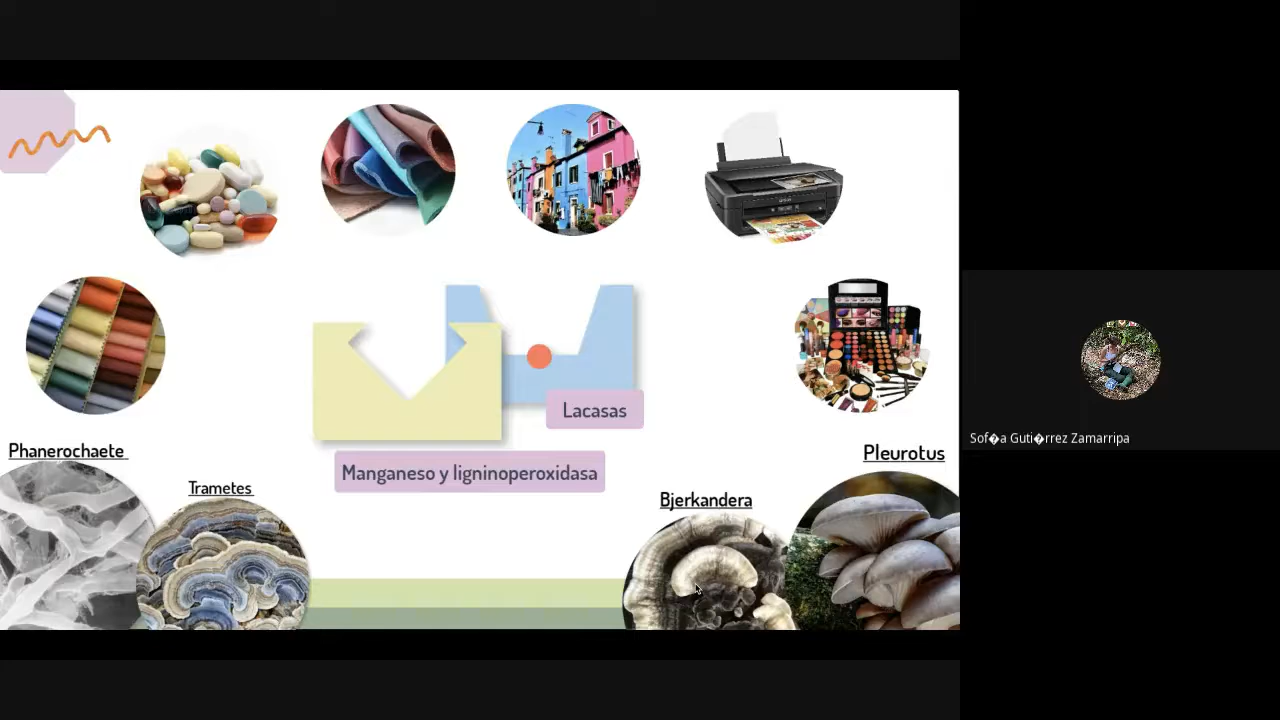 Lacasas
Phanerochaete
Pleurotus
Manganeso y ligninoperoxidasa
Trametes
Bjerkandera
Sof�a Guti�rrez Zamarripa